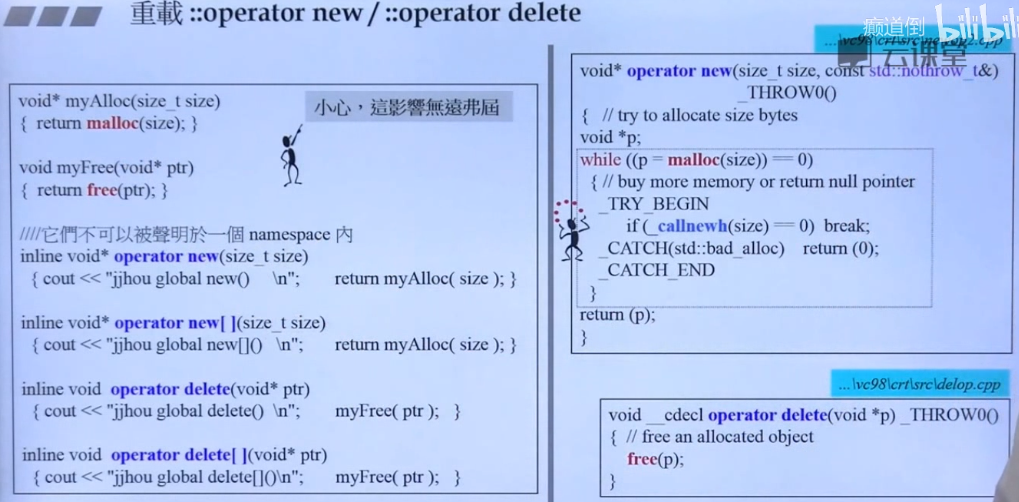 重載 ::operator new / ::operator delete
癫道倒 bilibili
云课堂
void* myAlloc(size_t size)
{ return malloc(size); }
void myFree(void* ptr)
{ return free(ptr); }
小心，這影響無遠弗屆
////它們不可以被聲明於一個 namespace 內
inline void* operator new(size_t size)
{ cout << "jjhou global new() \n"; return myAlloc( size ); }
inline void* operator new[ ](size_t size)
{ cout << "jjhou global new[]() \n"; return myAlloc( size ); }
inline void operator delete(void* ptr)
{ cout << "jjhou global delete() \n"; myFree( ptr ); }
inline void operator delete[ ](void* ptr)
{ cout << "jjhou global delete[]()\n"; myFree( ptr ); }
...\vc98\crt\src\newop2.cpp
void* operator new(size_t size, const std::nothrow_t&)
_THROW0()
{ // try to allocate size bytes
void *p;
while ((p = malloc(size)) == 0)
{ // buy more memory or return null pointer
_TRY_BEGIN
if (_callnewh(size) == 0) break;
_CATCH(std::bad_alloc) return (0);
_CATCH_END
}
return (p);
}
...\vc98\crt\src\delop.cpp
void __cdecl operator delete(void *p) _THROW0()
{ // free an allocated object
free(p);
}